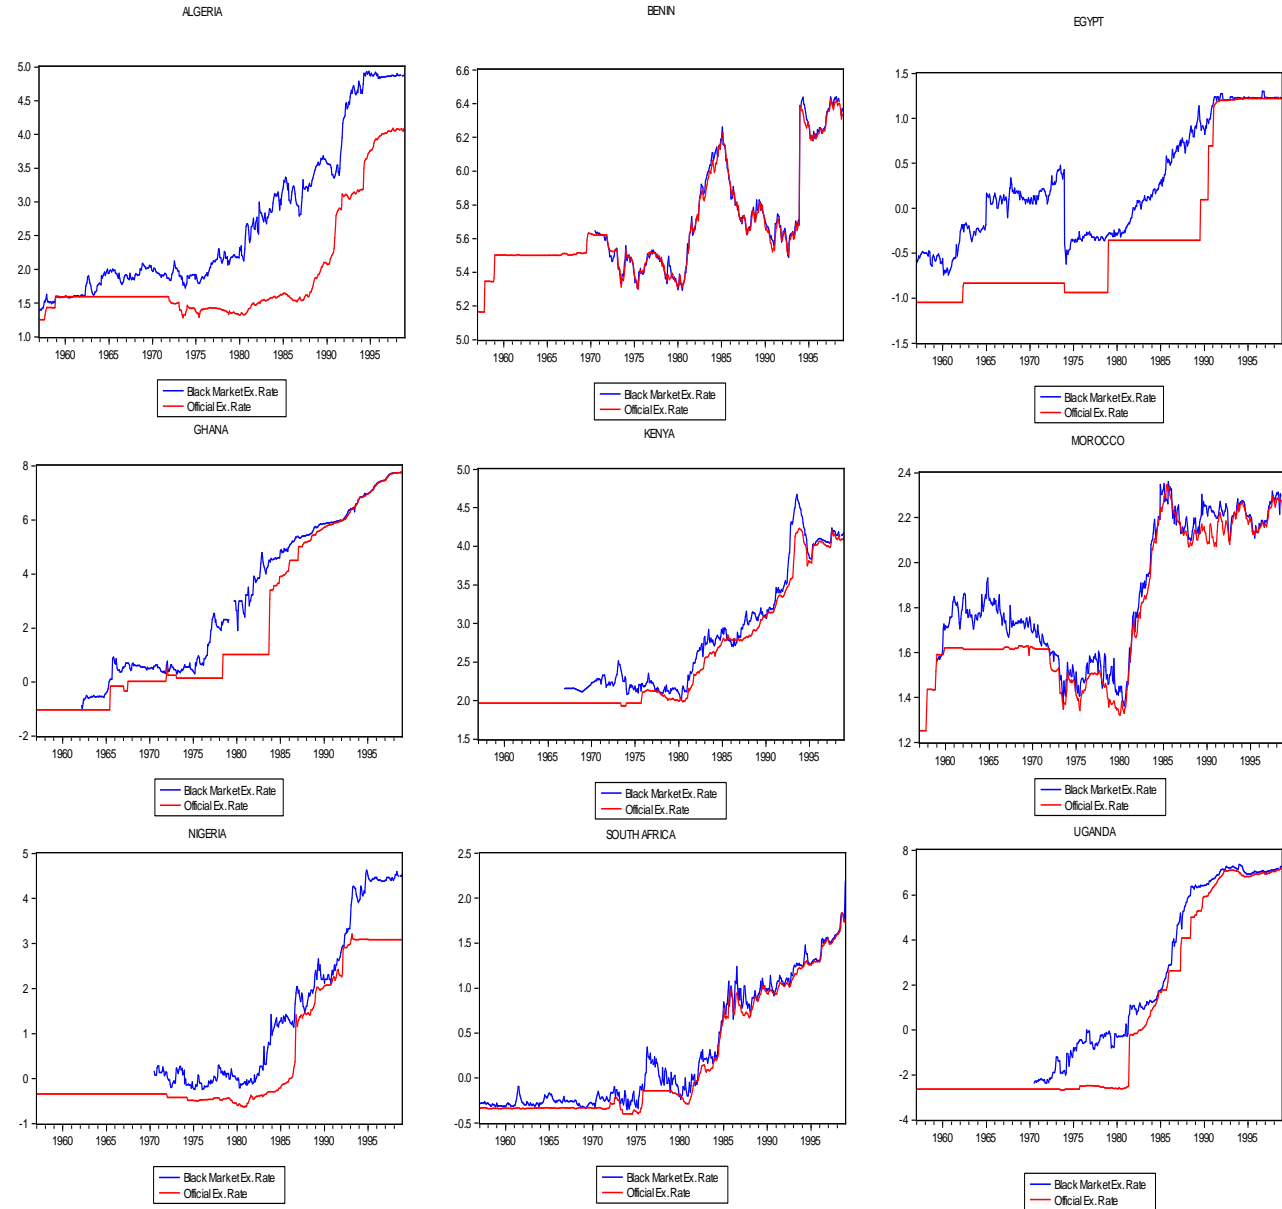 ALGERIA
5.0
4.5
4.0
3.5
3.0
2.5
2.0
1.5
1.0
1960 1965 1970 1975 1980 1985 1990 1995
Black Market Ex. Rate
Official Ex. Rate
BENIN
6.6
6.4
6.2
6.0
5.8
5.6
5.4
5.2
5.0
1960 1965 1970 1975 1980 1985 1990 1995
Black Market Ex. Rate
Official Ex. Rate
EGYPT
1.5
1.0
0.5
0.0
-0.5
-1.0
-1.5
1960 1965 1970 1975 1980 1985 1990 1995
Black Market Ex. Rate
Official Ex. Rate
GHANA
8
6
4
2
0
-2
1960 1965 1970 1975 1980 1985 1990 1995
Black Market Ex. Rate
Official Ex. Rate
KENYA
5.0
4.5
4.0
3.5
3.0
2.5
2.0
1.5
1960 1965 1970 1975 1980 1985 1990 1995
Black Market Ex. Rate
Official Ex. Rate
MOROCCO
2.4
2.2
2.0
1.8
1.6
1.4
1.2
1960 1965 1970 1975 1980 1985 1990 1995
Black Market Ex. Rate
Official Ex. Rate
NIGERIA
5
4
3
2
1
0
-1
1960 1965 1970 1975 1980 1985 1990 1995
Black Market Ex. Rate
Official Ex. Rate
SOUTH AFRICA
2.5
2.0
1.5
1.0
0.5
0.0
-0.5
1960 1965 1970 1975 1980 1985 1990 1995
Black Market Ex. Rate
Official Ex. Rate
UGANDA
8
6
4
2
0
-2
-4
1960 1965 1970 1975 1980 1985 1990 1995
Black Market Ex. Rate
Official Ex. Rate